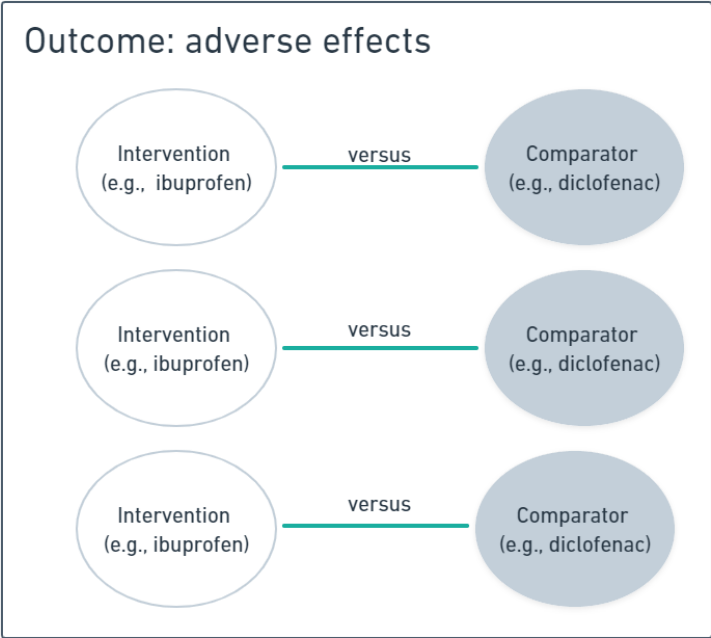 Outcome: adverse effects
Intervention
(e.g.,  ibuprofen)
versus
Comparator
(e.g., diclofenac)
Intervention
(e.g., ibuprofen)
versus
Comparator
(e.g., diclofenac)
Intervention
(e.g., ibuprofen)
versus
Comparator
(e.g., diclofenac)